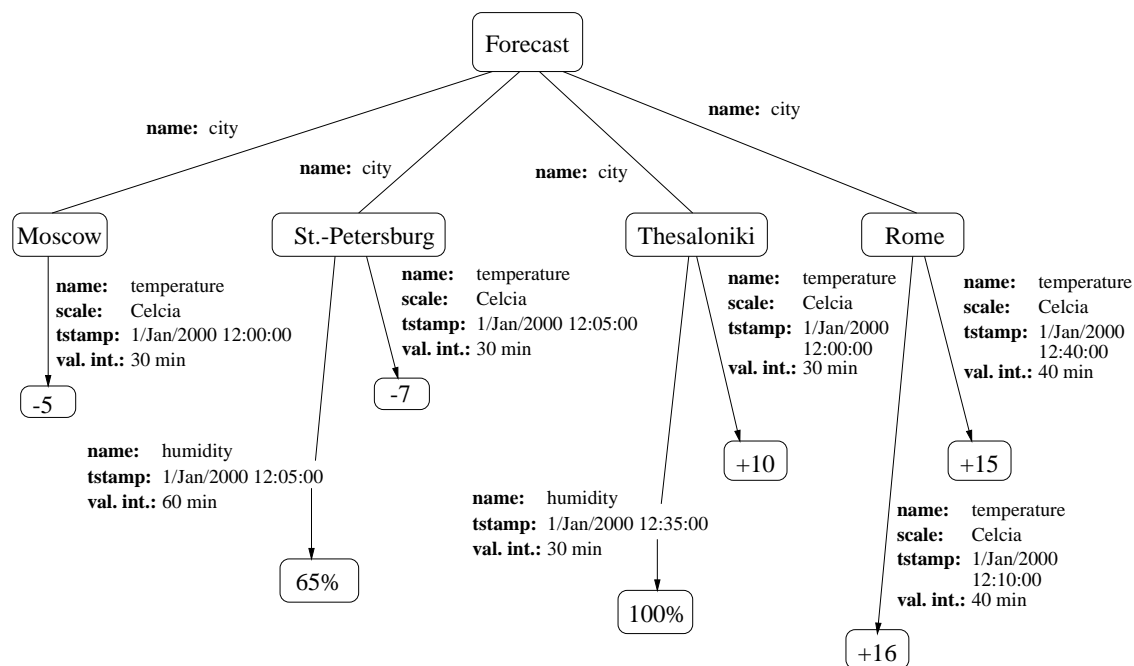 Forecast
name: city
name: city
name: city
name: city
Moscow
St.-Petersburg
Thesaloniki
Rome
name: temperature
scale: Celcia
tstamp: 1/Jan/2000 12:00:00
val. int.: 30 min
-5
name: temperature
scale: Celcia
tstamp: 1/Jan/2000 12:05:00
val. int.: 30 min
-7
name: humidity
tstamp: 1/Jan/2000 12:05:00
val. int.: 60 min
65%
name: temperature
scale: Celcia
tstamp: 1/Jan/2000
12:00:00
val. int.: 30 min
+10
name: humidity
tstamp: 1/Jan/2000 12:35:00
val. int.: 30 min
100%
name: temperature
scale: Celcia
tstamp: 1/Jan/2000
12:40:00
val. int.: 40 min
+15
name: temperature
scale: Celcia
tstamp: 1/Jan/2000
12:10:00
val. int.: 40 min
+16